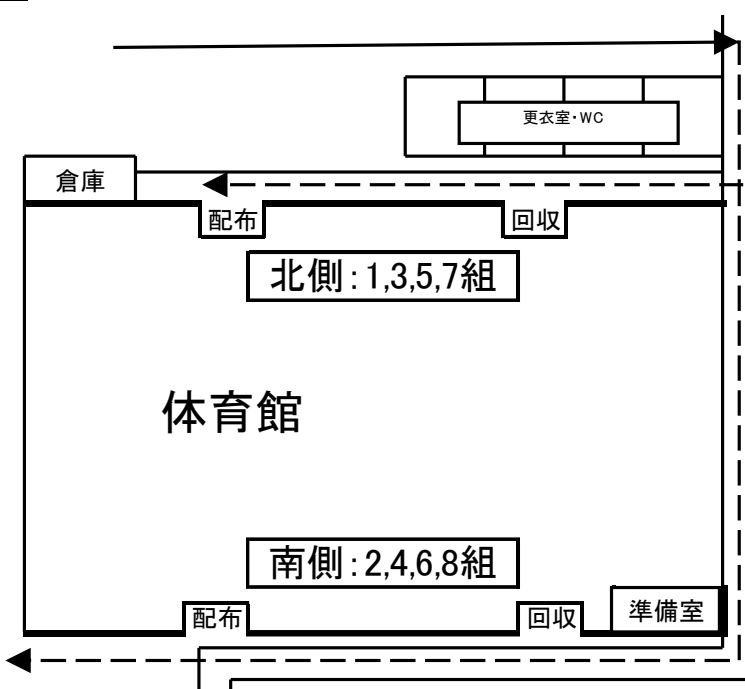 更衣室・WC
倉庫
配布
回収
北側：1,3,5,7組
体育館
南側：2,4,6,8組
配布
回収
準備室